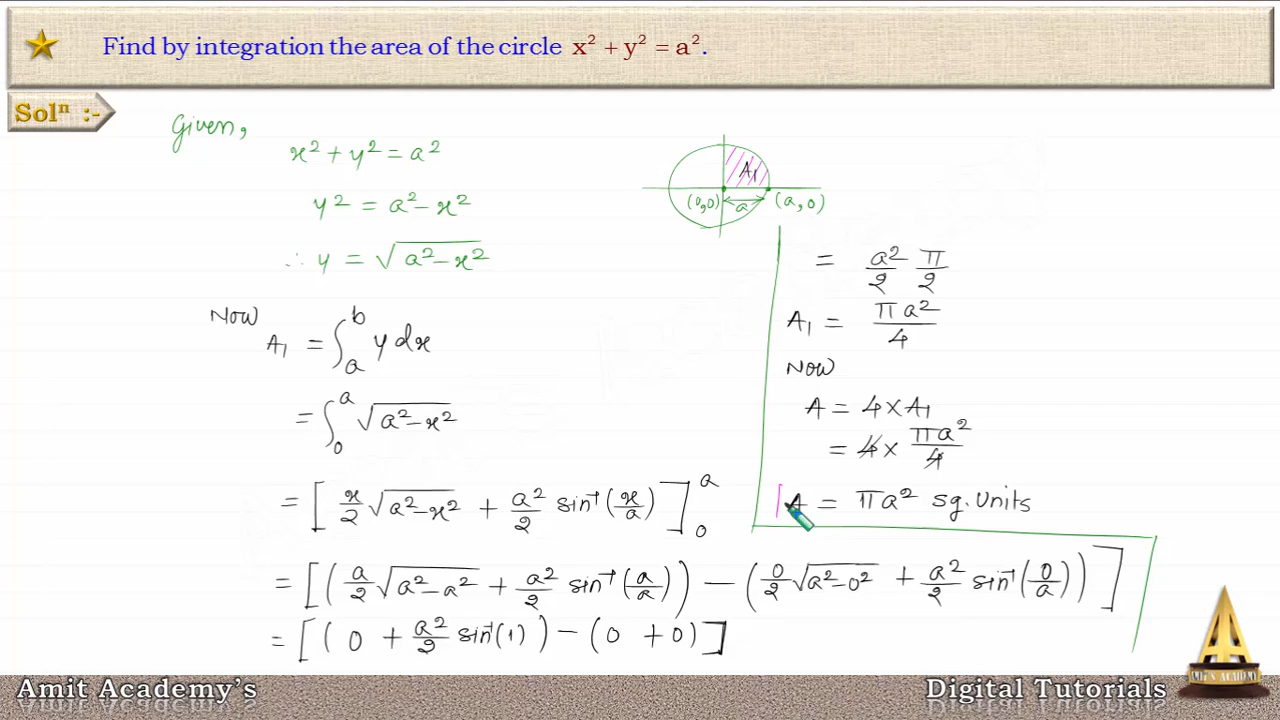 Find by integration the area of the circle x² + y² = a².
Solⁿ :-
Given,
x² + y² = a²
y² = a² - x²
∴ y = √(a² - x²)
Now
A₁ = ∫ₐᵇ y dx
= ∫₀ᵃ √(a² - x²)
= [ x/2 √(a² - x²) + a²/2 sin⁻¹(x/a) ]₀ᵃ
= [( a/2 √(a² - a²) + a²/2 sin⁻¹(a/a) ) - ( 0/2 √(a² - 0²) + a²/2 sin⁻¹(0/a) )]
= [( 0 + a²/2 sin⁻¹(1) ) - ( 0 + 0 )]
A₁
(0,0) a (a,0)
= a²/2 π/2
A₁ = πa²/4
Now
A = 4 × A₁
= 4 × πa²/4
A = πa² sq. Units
Amit Academy's
Digital Tutorials
AMIT'S ACADEMY